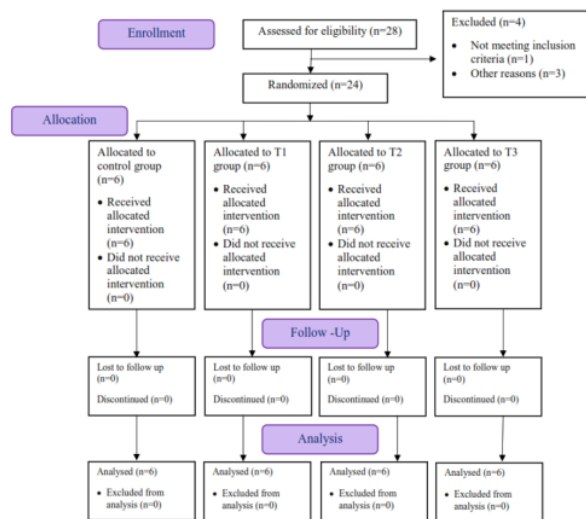 Enrollment
Assessed for eligibility (n=28)
Excluded (n=4)
• Not meeting inclusion
criteria (n=1)
• Other reasons (n=3)
Randomized (n=24)
Allocation
Allocated to
control group
(n=6)
• Received
allocated
intervention
(n=6)
• Did not receive
allocated
intervention
(n=0)
Allocated to T1
group (n=6)
• Received
allocated
intervention
(n=6)
• Did not receive
allocated
intervention
(n=0)
Allocated to T2
group (n=6)
• Received
allocated
intervention
(n=6)
• Did not receive
allocated
intervention
(n=0)
Allocated to T3
group (n=6)
• Received
allocated
intervention
(n=6)
• Did not receive
allocated
intervention
(n=0)
Follow -Up
Lost to follow up
(n=0)
Discontinued (n=0)
Lost to follow up
(n=0)
Discontinued (n=0)
Lost to follow up
(n=0)
Discontinued (n=0)
Lost to follow up
(n=0)
Discontinued (n=0)
Analysis
Analysed (n=6)
• Excluded from
analysis (n=0)
Analysed (n=6)
• Excluded from
analysis (n=0)
Analysed (n=6)
• Excluded from
analysis (n=0)
Analysed (n=6)
• Excluded from
analysis (n=0)